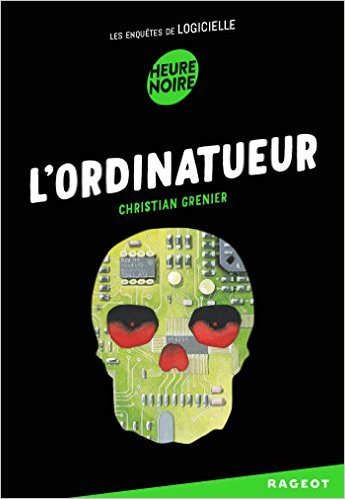 LES ENQUÊTES DE LOGICIELLE
HEURE
NOIRE
L'ORDINATUEUR
CHRISTIAN GRENIER
RAGEOT